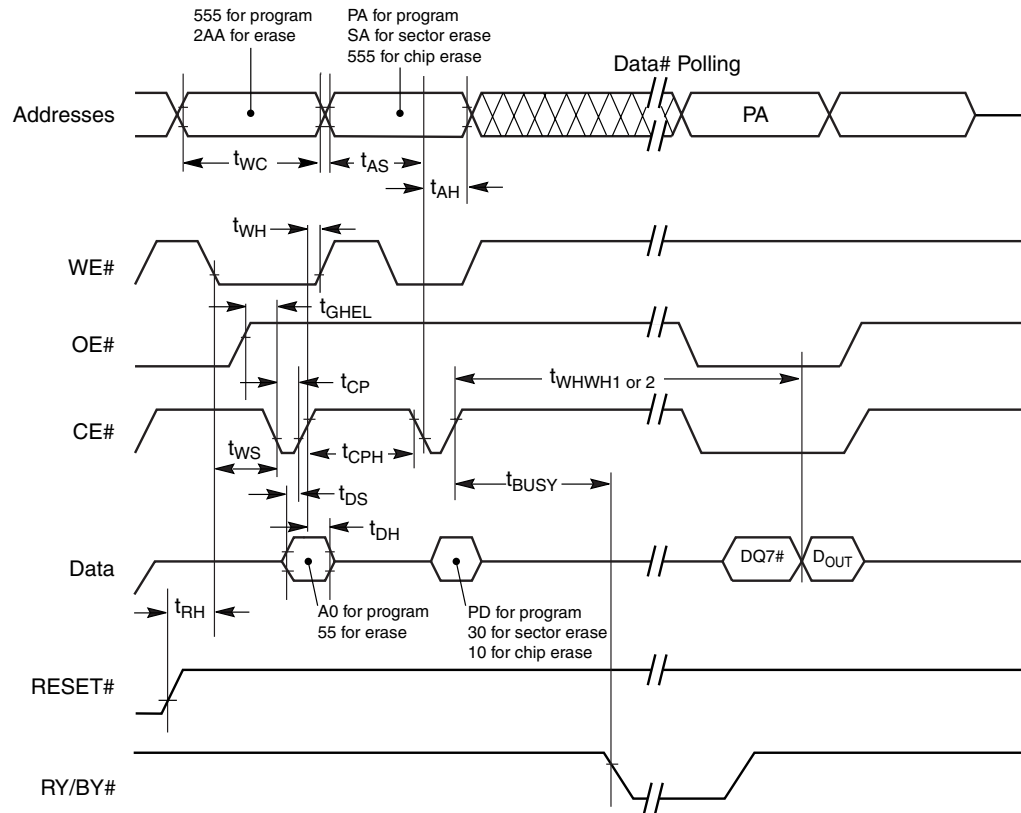 555 for program
2AA for erase
PA for program
SA for sector erase
555 for chip erase
Data# Polling
Addresses
PA
tWC
tAS
tAH
tWH
WE#
tGHEL
OE#
tWHWH1 or 2
tCP
CE#
tWS
tCPH
tBUSY
tDS
tDH
Data
DQ7#
DOUT
tRH
A0 for program
55 for erase
PD for program
30 for sector erase
10 for chip erase
RESET#
RY/BY#